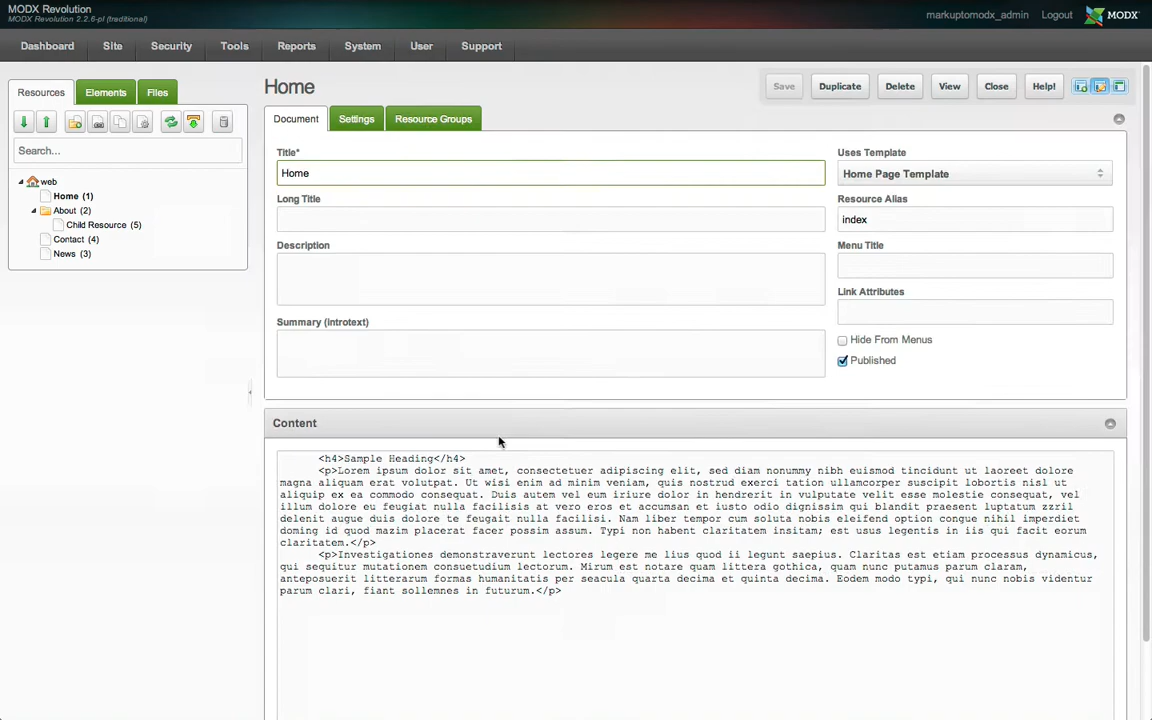 MODX Revolution
MODX Revolution 2.2.6-pl (traditional)
markuptomodx_admin Logout MODX
Dashboard Site Security Tools Reports System User Support
Resources Elements Files
Search...
web
Home (1)
About (2)
Child Resource (5)
Contact (4)
News (3)
Home
Save Duplicate Delete View Close Help!
Document Settings Resource Groups
Title*
Home
Long Title
Description
Summary (introtext)
Uses Template
Home Page Template
Resource Alias
index
Menu Title
Link Attributes
Hide From Menus
Published
Content
<h4>Sample Heading</h4>
<p>Lorem ipsum dolor sit amet, consectetuer adipiscing elit, sed diam nonummy nibh euismod tincidunt ut laoreet dolore
magna aliquam erat volutpat. Ut wisi enim ad minim veniam, quis nostrud exerci tation ullamcorper suscipit lobortis nisl ut
aliquip ex ea commodo consequat. Duis autem vel eum iriure dolor in hendrerit in vulputate velit esse molestie consequat, vel
illum dolore eu feugiat nulla facilisis at vero eros et accumsan et iusto odio dignissim qui blandit praesent luptatum zzril
delenit augue duis dolore te feugait nulla facilisi. Nam liber tempor cum soluta nobis eleifend option congue nihil imperdiet
doming id quod mazim placerat facer possim assum. Typi non habent claritatem insitam; est usus legentis in iis qui facit eorum
claritatem.</p>
<p>Investigationes demonstraverunt lectores legere me lius quod ii legunt saepius. Claritas est etiam processus dynamicus,
qui sequitur mutationem consuetudium lectorum. Mirum est notare quam littera gothica, quam nunc putamus parum claram,
anteposuerit litterarum formas humanitatis per seacula quarta decima et quinta decima. Eodem modo typi, qui nunc nobis videntur
parum clari, fiant sollemnes in futurum.</p>